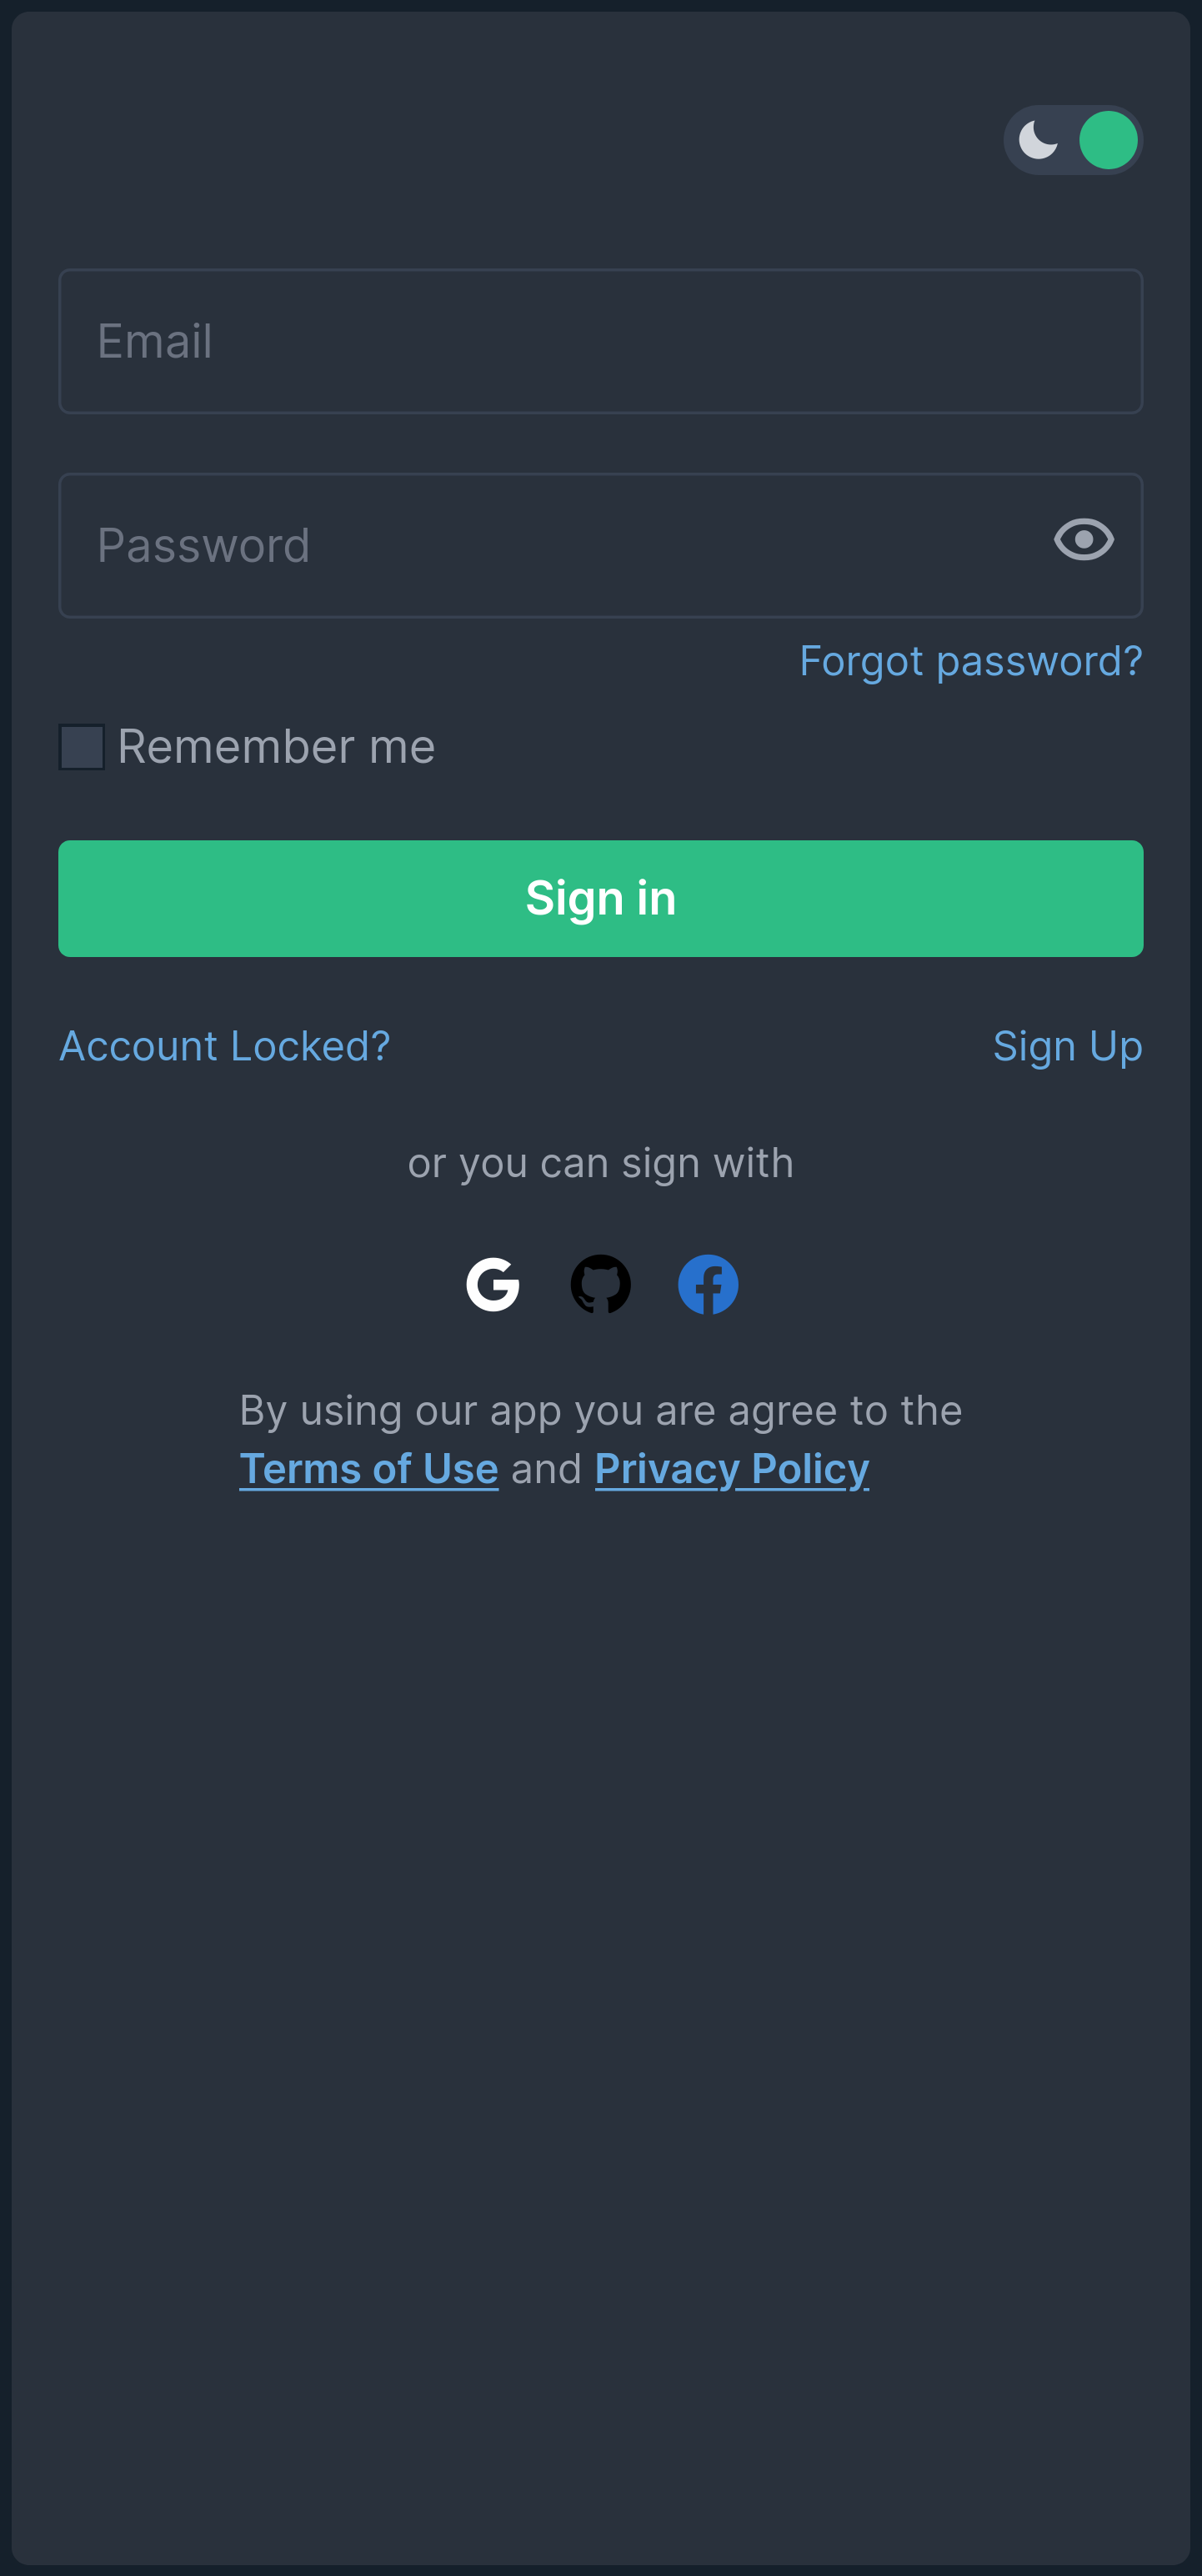 Email
Password
Forgot password?
Remember me
Sign in
Account Locked?
Sign Up
or you can sign with
By using our app you are agree to the
Terms of Use and Privacy Policy